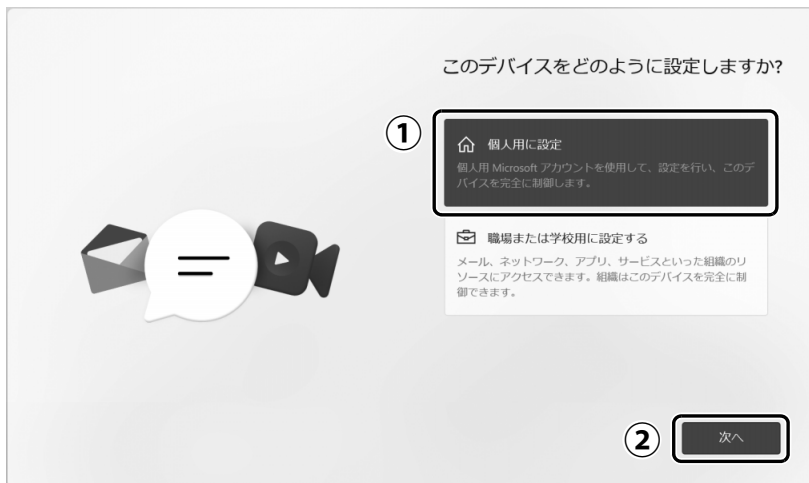 このデバイスをどのように設定しますか?
①
個人用に設定
個人用 Microsoft アカウントを使用して、設定を行い、このデ
バイスを完全に制御します。
職場または学校用に設定する
メール、ネットワーク、アプリ、サービスといった組織のリ
ソースにアクセスできます。組織はこのデバイスを完全に制
御できます。
②
次へ